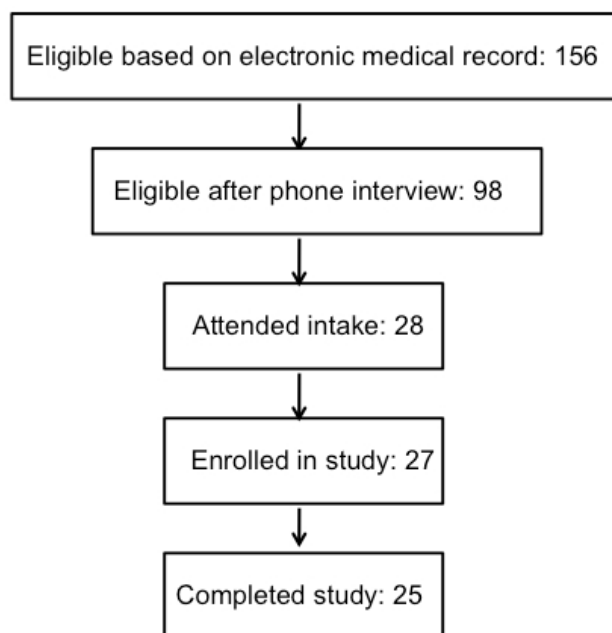 Eligible based on electronic medical record: 156
Eligible after phone interview: 98
Attended intake: 28
Enrolled in study: 27
Completed study: 25